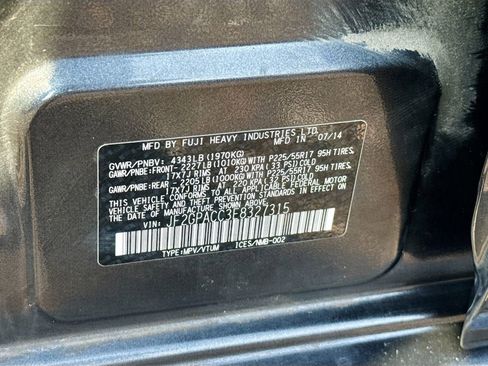 MFD BY FUJI HEAVY INDUSTRIES LTD.
MFD. IN 07/14
GVWR/PNBV: 4343LB(1970KG)
GAWR/PNBE:FRONT- 2227LB(1010KG)WITH P225/55R17 95H TIRES,
17X7J RIMS AT 230 KPA(33 PSI)COLD
GAWR/PNBE:REAR - 2205LB(1000KG)WITH P225/55R17 95H TIRES,
17X7J RIMS AT 220 KPA(32 PSI)COLD
THIS VEHICLE CONFORMS TO ALL APPLICABLE FEDERAL MOTOR
VEHICLE SAFETY AND THEFT PREVENTION STANDARDS IN EFFECT
ON THE DATE OF MANUFACTURE SHOWN ABOVE.
VIN: JF2GPACC3E8327315
TYPE:MPV/VTUM ICES/NMB-002